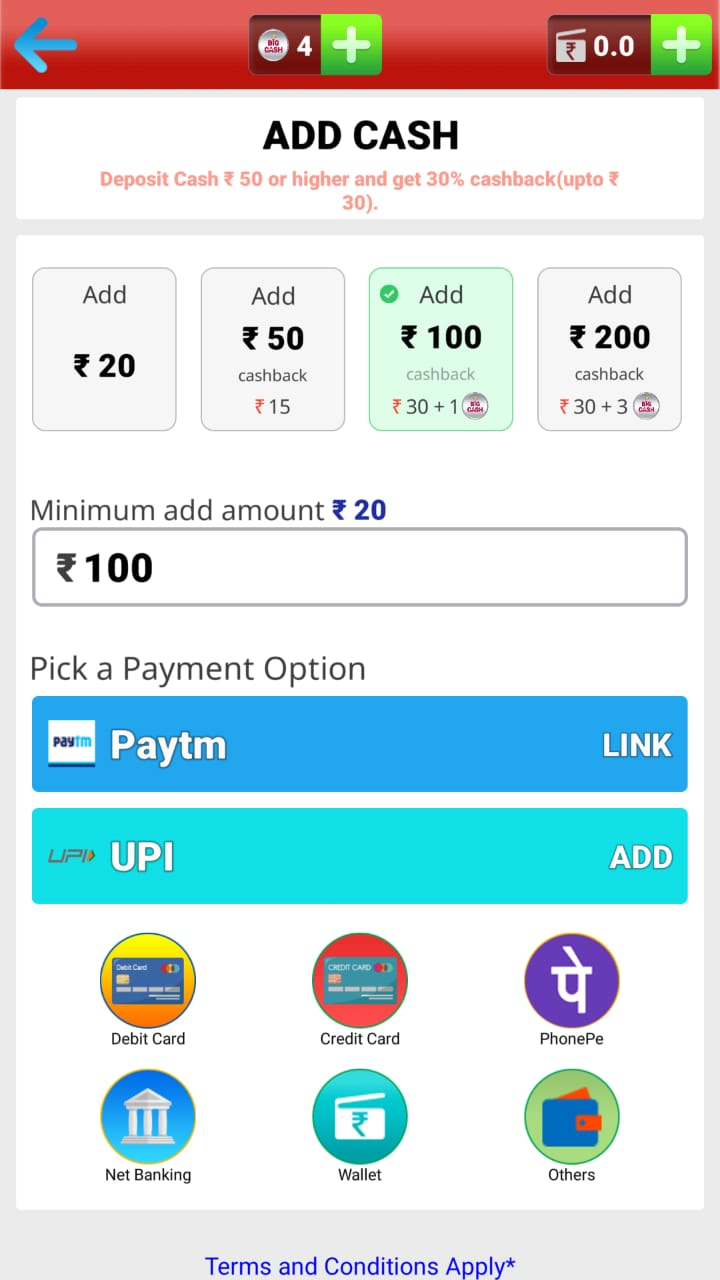 BIG CASH 4
₹ 0.0
ADD CASH
Deposit Cash ₹ 50 or higher and get 30% cashback(upto ₹
30).
Add
₹ 20
Add
₹ 50
cashback
₹ 15
Add
₹ 100
cashback
₹ 30 + 1 BIG CASH
Add
₹ 200
cashback
₹ 30 + 3 BIG CASH
Minimum add amount ₹ 20
₹ 100
Pick a Payment Option
Paytm Paytm LINK
UPI UPI ADD
Debit Card
CREDIT CARD
पे
Debit Card
Credit Card
PhonePe
₹
Net Banking
Wallet
Others
Terms and Conditions Apply*